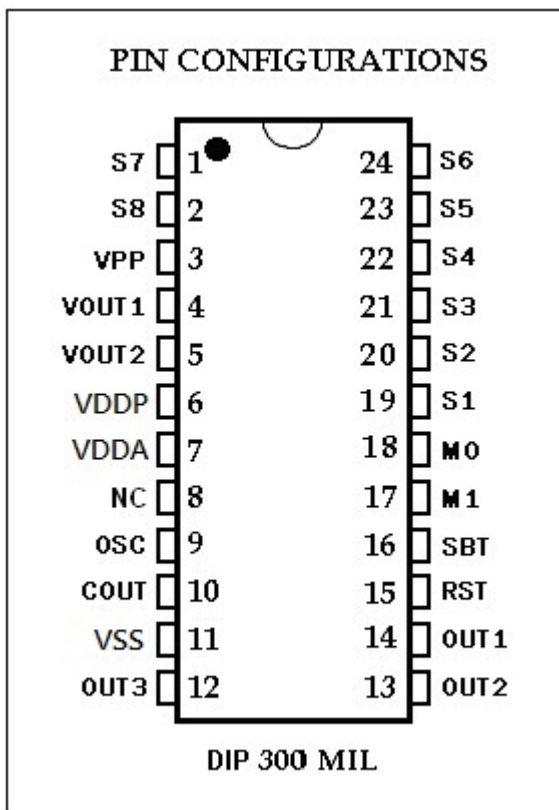 PIN CONFIGURATIONS
S7 1 24 S6
S8 2 23 S5
VPP 3 22 S4
VOUT1 4 21 S3
VOUT2 5 20 S2
VDDP 6 19 S1
VDDA 7 18 M0
NC 8 17 M1
OSC 9 16 SBT
COUT 10 15 RST
VSS 11 14 OUT1
OUT3 12 13 OUT2
DIP 300 MIL